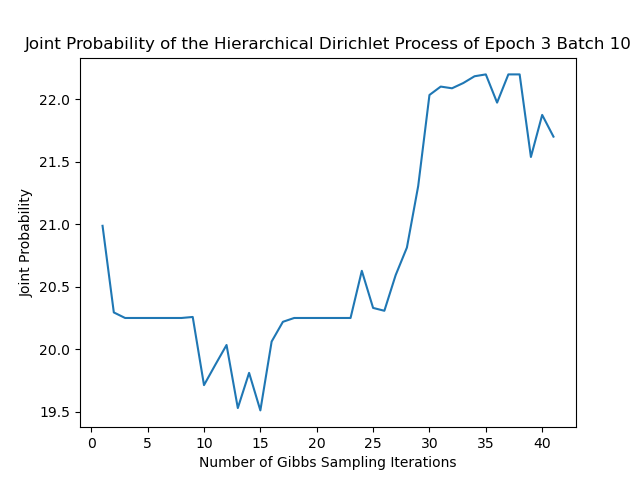 Joint Probability of the Hierarchical Dirichlet Process of Epoch 3 Batch 10
22.0
21.5
21.0
20.5
20.0
19.5
Joint Probability
0 5 10 15 20 25 30 35 40
Number of Gibbs Sampling Iterations